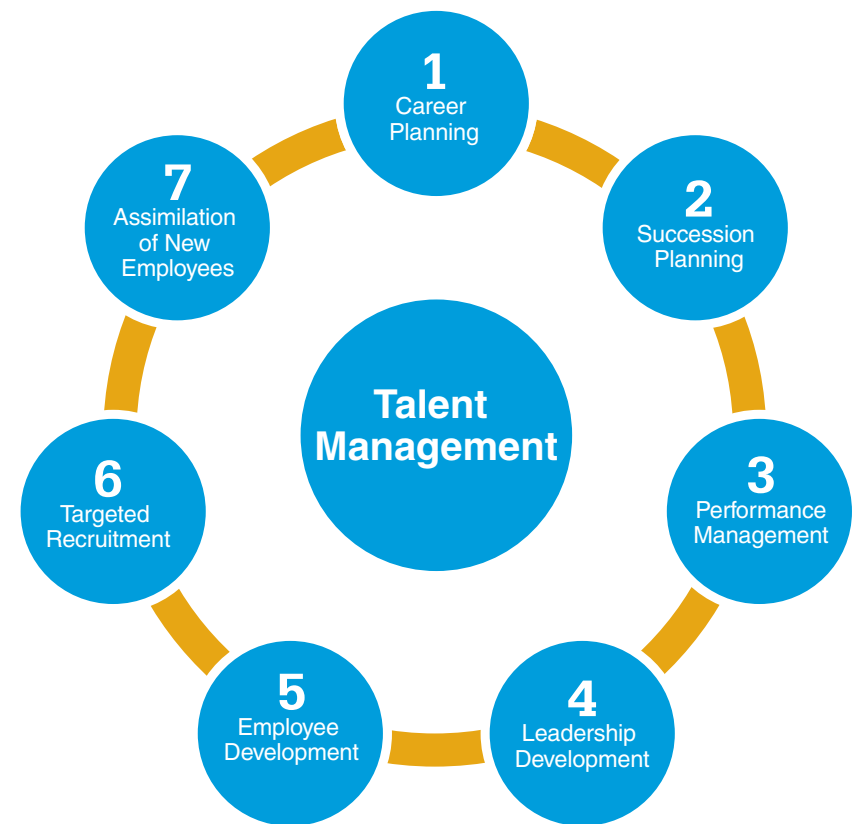 1
Career
Planning
2
Succession
Planning
3
Performance
Management
4
Leadership
Development
5
Employee
Development
6
Targeted
Recruitment
7
Assimilation
of New
Employees
Talent
Management